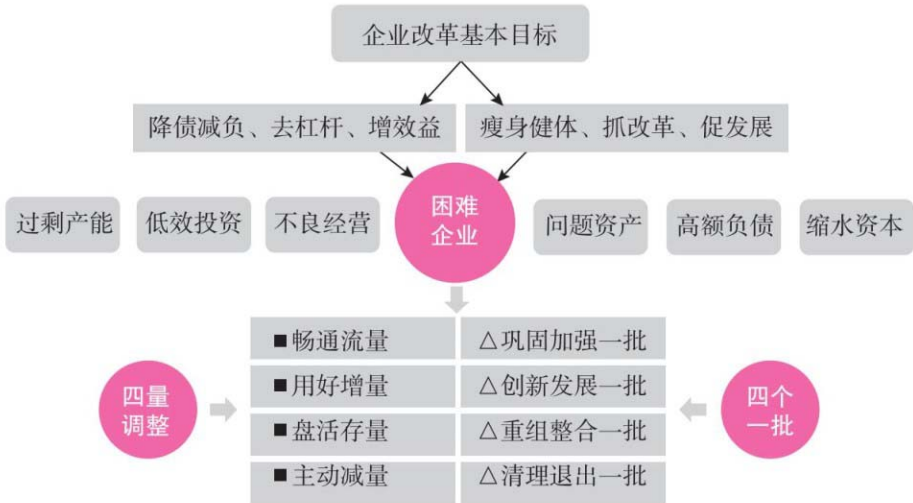 企业改革基本目标
降债减负、去杠杆、增效益
瘦身健体、抓改革、促发展
过剩产能
低效投资
不良经营
困难
企业
问题资产
高额负债
缩水资本
四量
调整
■畅通流量
△巩固加强一批
■用好增量
△创新发展一批
■盘活存量
△重组整合一批
■主动减量
△清理退出一批
四个
一批